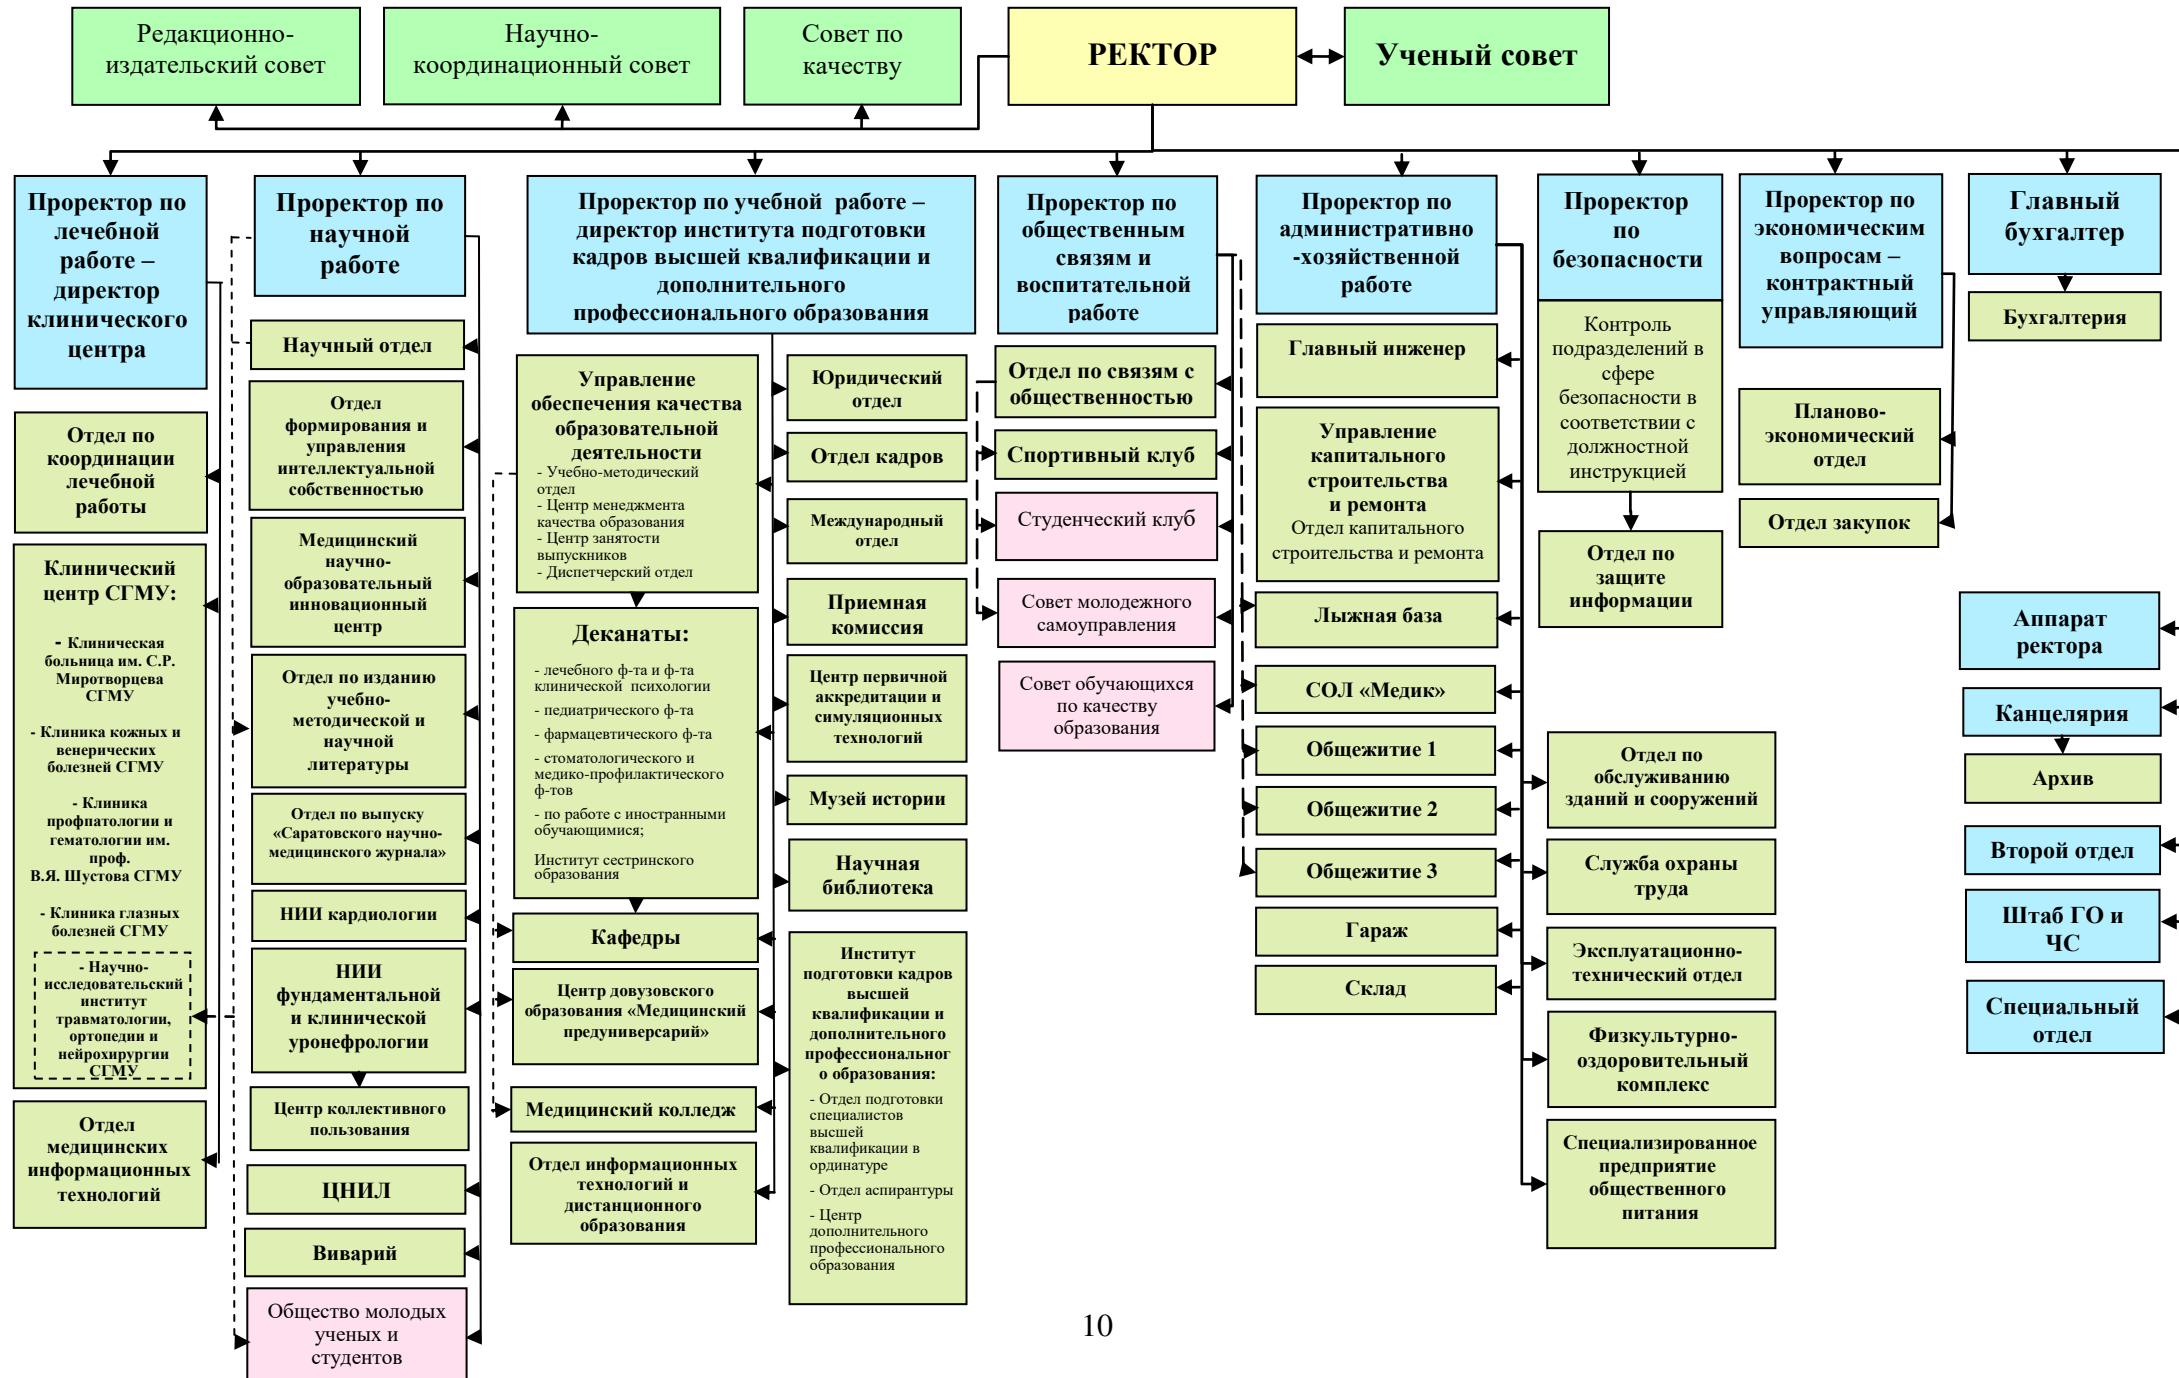 Редакционно-
издательский совет
Научно-
координационный совет
Совет по
качеству
РЕКТОР
Ученый совет
Проректор по
лечебной
работе –
директор
клинического
центра
Отдел по
координации
лечебной
работы
Клинический
центр СГМУ:
- Клиническая
больница им. С.Р.
Миротворцева
СГМУ
- Клиника кожных и
венерических
болезней СГМУ
- Клиника
профпатологии и
гематологии им.
проф.
В.Я. Шустова СГМУ
- Клиника глазных
болезней СГМУ
- Научно-
исследовательский
институт
травматологии,
ортопедии и
нейрохирургии
СГМУ
Отдел
медицинских
информационных
технологий
Проректор по
научной
работе
Научный отдел
Отдел
формирования и
управления
интеллектуальной
собственностью
Медицинский
научно-
образовательный
инновационный
центр
Отдел по изданию
учебно-
методической и
научной
литературы
Отдел по выпуску
«Саратовского научно-
медицинского журнала»
НИИ кардиологии
НИИ
фундаментальной
и клинической
уронефрологии
Центр коллективного
пользования
ЦНИЛ
Виварий
Общество молодых
ученых и
студентов
Проректор по учебной работе –
директор института подготовки
кадров высшей квалификации и
дополнительного
профессионального образования
Управление
обеспечения качества
образовательной
деятельности
- Учебно-методический
отдел
- Центр менеджмента
качества образования
- Центр занятости
выпускников
- Диспетчерский отдел
Деканаты:
- лечебного ф-та и ф-та
клинической психологии
- педиатрического ф-та
- фармацевтического ф-та
- стоматологического и
медико-профилактического
ф-тов
- по работе с иностранными
обучающимися;
Институт сестринского
образования
Кафедры
Центр довузовского
образования «Медицинский
предуниверсарий»
Медицинский колледж
Отдел информационных
технологий и
дистанционного
образования
Юридический
отдел
Отдел кадров
Международный
отдел
Приемная
комиссия
Центр первичной
аккредитации и
симуляционных
технологий
Музей истории
Научная
библиотека
Институт
подготовки кадров
высшей
квалификации и
дополнительного
профессиональног
о образования:
- Отдел подготовки
специалистов
высшей
квалификации в
ординатуре
- Отдел аспирантуры
- Центр
дополнительного
профессионального
образования
Проректор по
общественным
связям и
воспитательной
работе
Отдел по связям с
общественностью
Спортивный клуб
Студенческий клуб
Совет молодежного
самоуправления
Совет обучающихся
по качеству
образования
Проректор по
административно
-хозяйственной
работе
Главный инженер
Управление
капитального
строительства
и ремонта
Отдел капитального
строительства и ремонта
Лыжная база
СОЛ «Медик»
Общежитие 1
Общежитие 2
Общежитие 3
Гараж
Склад
Проректор
по
безопасности
Контроль
подразделений в
сфере
безопасности в
соответствии с
должностной
инструкцией
Отдел по
защите
информации
Отдел по
обслуживанию
зданий и сооружений
Служба охраны
труда
Эксплуатационно-
технический отдел
Физкультурно-
оздоровительный
комплекс
Специализированное
предприятие
общественного
питания
Проректор по
экономическим
вопросам –
контрактный
управляющий
Планово-
экономический
отдел
Отдел закупок
Главный
бухгалтер
Бухгалтерия
Аппарат
ректора
Канцелярия
Архив
Второй отдел
Штаб ГО и
ЧС
Специальный
отдел
10